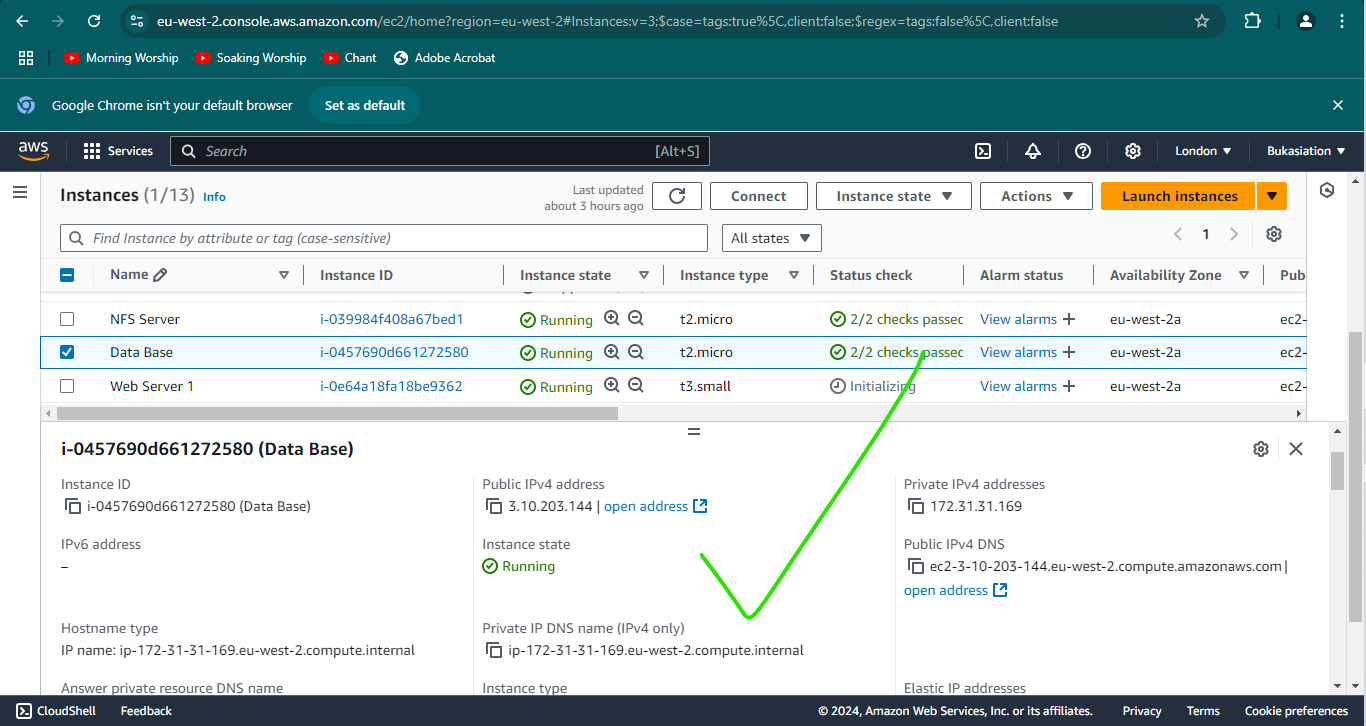 eu-west-2.console.aws.amazon.com/ec2/home?region=eu-west-2#Instances:v=3;$case=tags:true%5C,client:false;$regex=tags:false%5C,client:false
Morning Worship Soaking Worship Chant Adobe Acrobat
Google Chrome isn't your default browser Set as default
aws Services Search [Alt+S] London Bukasiation
Instances (1/13) Info Last updated about 3 hours ago Connect Instance state Actions Launch instances
Find Instance by attribute or tag (case-sensitive) All states 1
Name Instance ID Instance state Instance type Status check Alarm status Availability Zone Pub
NFS Server i-039984f408a67bed1 Running t2.micro 2/2 checks passec View alarms + eu-west-2a ec2-
Data Base i-0457690d661272580 Running t2.micro 2/2 checks passec View alarms + eu-west-2a ec2-
Web Server 1 i-0e64a18fa18be9362 Running t3.small Initializing View alarms + eu-west-2a ec2-
i-0457690d661272580 (Data Base)
Instance ID Public IPv4 address Private IPv4 addresses
i-0457690d661272580 (Data Base) 3.10.203.144 | open address 172.31.31.169
IPv6 address Instance state Public IPv4 DNS
– Running ec2-3-10-203-144.eu-west-2.compute.amazonaws.com |
open address
Hostname type Private IP DNS name (IPv4 only)
IP name: ip-172-31-31-169.eu-west-2.compute.internal ip-172-31-31-169.eu-west-2.compute.internal
Answer private resource DNS name Instance type Elastic IP addresses
CloudShell Feedback © 2024, Amazon Web Services, Inc. or its affiliates. Privacy Terms Cookie preferences